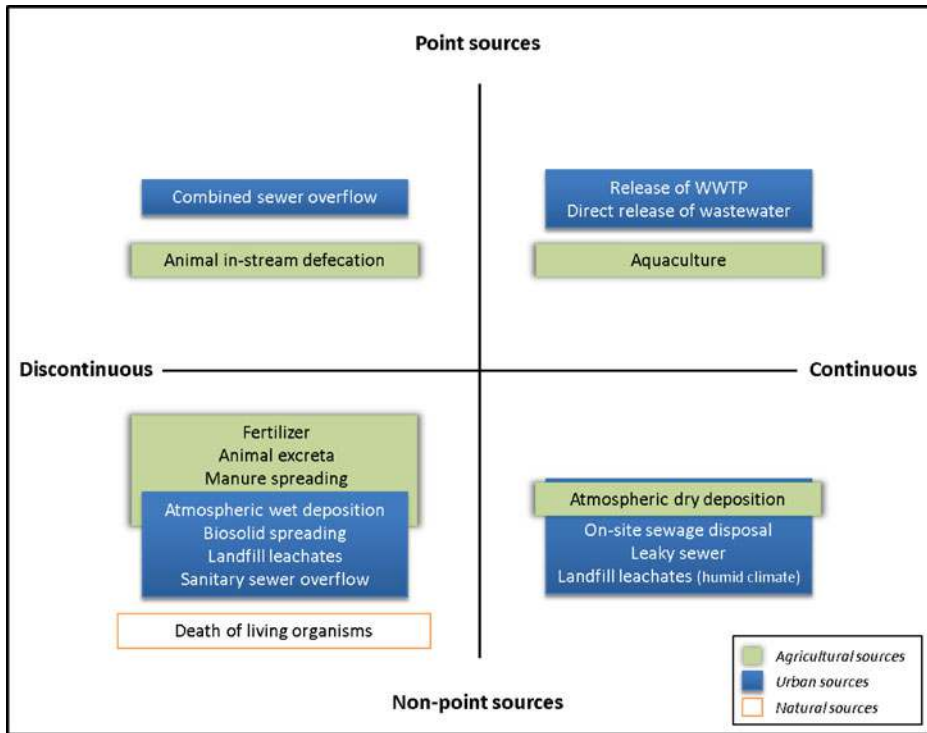 Point sources
Combined sewer overflow
Animal in-stream defecation
Release of WWTP
Direct release of wastewater
Aquaculture
Discontinuous
Continuous
Fertilizer
Animal excreta
Manure spreading
Atmospheric wet deposition
Biosolid spreading
Landfill leachates
Sanitary sewer overflow
Death of living organisms
Atmospheric dry deposition
On-site sewage disposal
Leaky sewer
Landfill leachates (humid climate)
Non-point sources
Agricultural sources
Urban sources
Natural sources